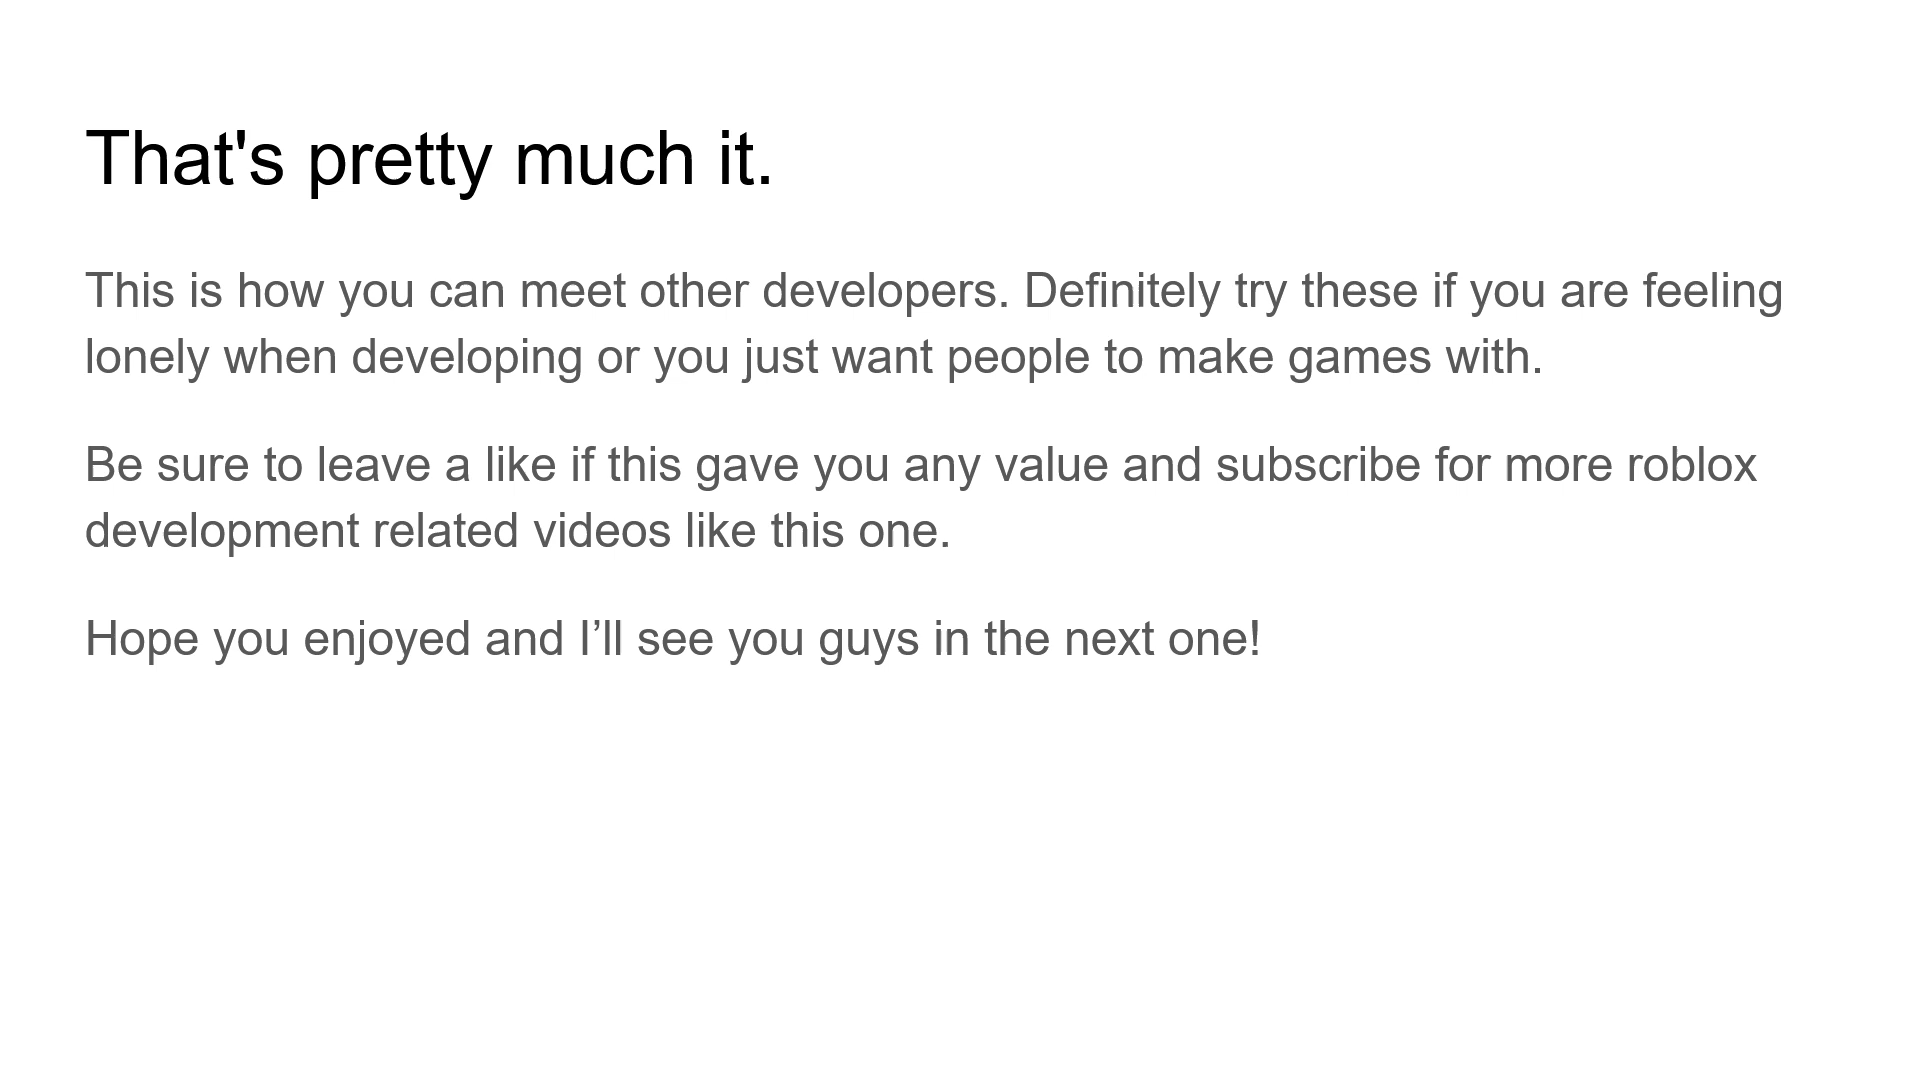 That's pretty much it.
This is how you can meet other developers. Definitely try these if you are feeling
lonely when developing or you just want people to make games with.
Be sure to leave a like if this gave you any value and subscribe for more roblox
development related videos like this one.
Hope you enjoyed and I’ll see you guys in the next one!